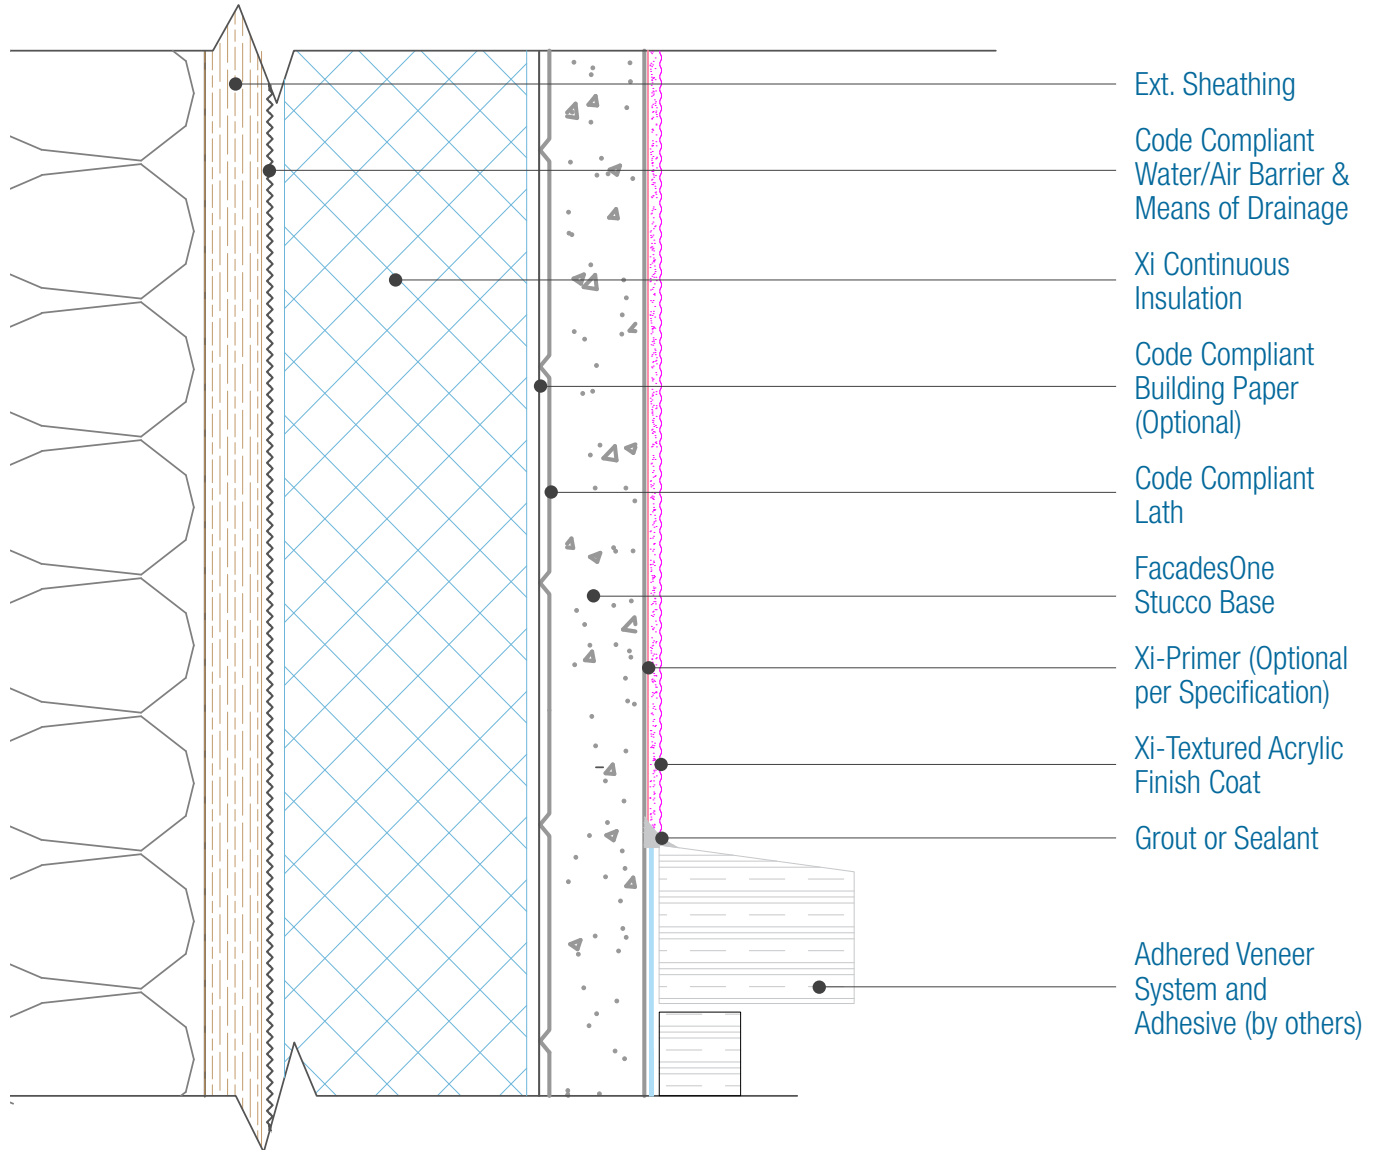 Ext. Sheathing
Code Compliant
Water/Air Barrier &
Means of Drainage
Xi Continuous
Insulation
Code Compliant
Building Paper
(Optional)
Code Compliant
Lath
FacadesOne
Stucco Base
Xi-Primer (Optional
per Specification)
Xi-Textured Acrylic
Finish Coat
Grout or Sealant
Adhered Veneer
System and
Adhesive (by others)